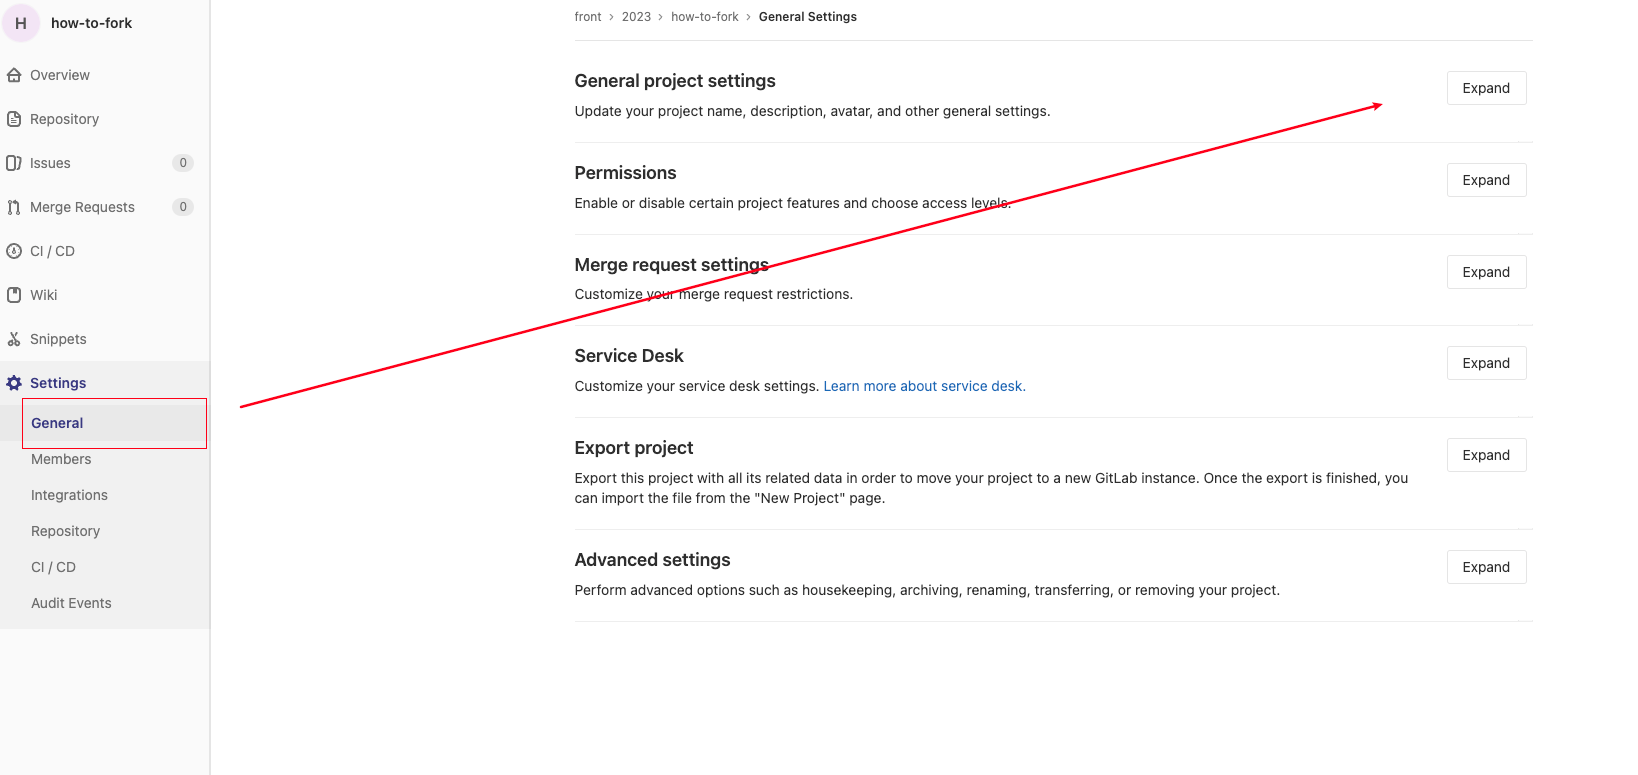 H how-to-fork
Overview
Repository
Issues 0
Merge Requests 0
CI / CD
Wiki
Snippets
Settings
General
Members
Integrations
Repository
CI / CD
Audit Events
front › 2023 › how-to-fork › General Settings
General project settings
Expand
Update your project name, description, avatar, and other general settings.
Permissions
Expand
Enable or disable certain project features and choose access levels.
Merge request settings
Expand
Customize your merge request restrictions.
Service Desk
Expand
Customize your service desk settings. Learn more about service desk.
Export project
Expand
Export this project with all its related data in order to move your project to a new GitLab instance. Once the export is finished, you
can import the file from the "New Project" page.
Advanced settings
Expand
Perform advanced options such as housekeeping, archiving, renaming, transferring, or removing your project.